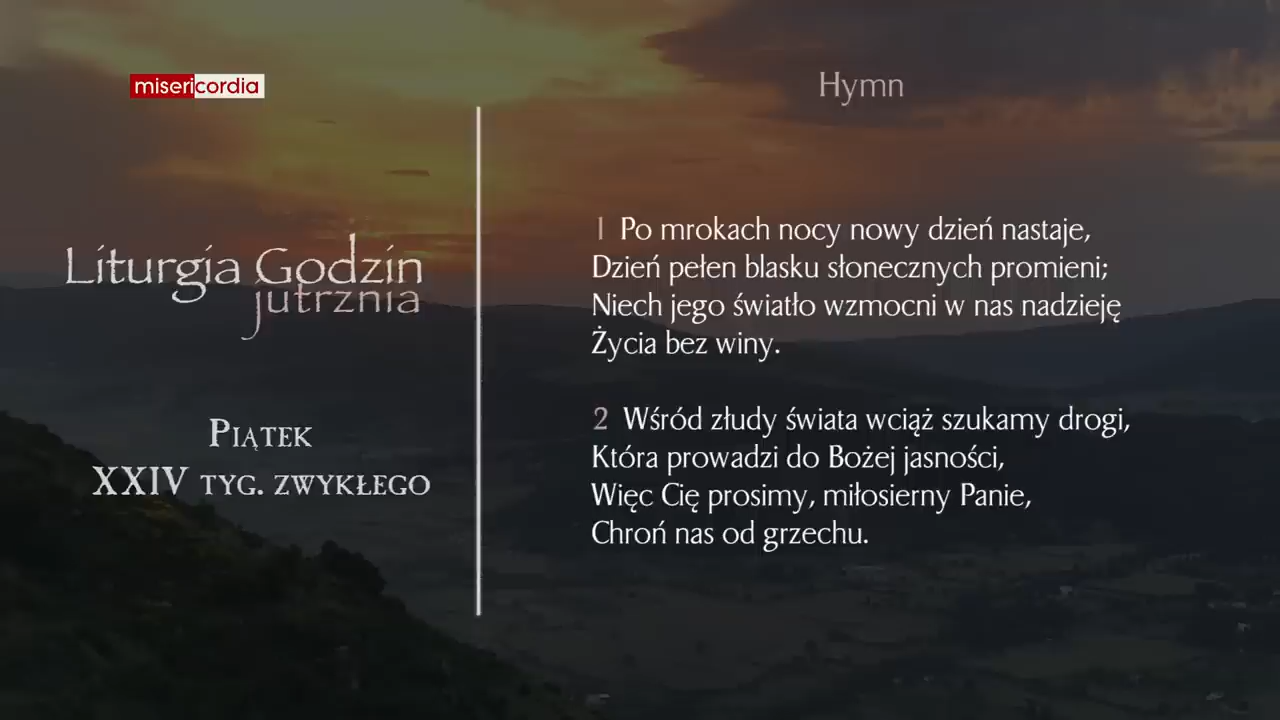 misericordia
Liturgia Godzin
jutrznia
Piątek
XXIV tyg. zwykłego
Hymn
1 Po mrokach nocy nowy dzień nastaje,
Dzień pełen blasku słonecznych promieni;
Niech jego światło wzmocni w nas nadzieję
Życia bez winy.
2 Wśród złudy świata wciąż szukamy drogi,
Która prowadzi do Bożej jasności,
Więc Cię prosimy, miłosierny Panie,
Chroń nas od grzechu.